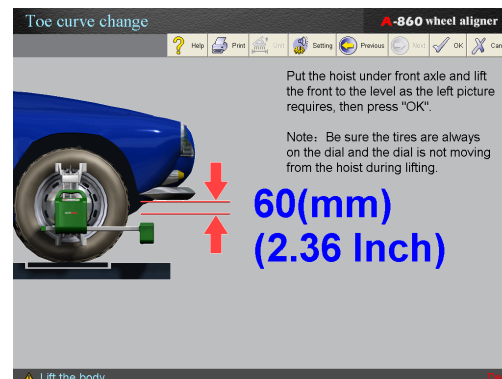 Toe curve change
A-860 wheel aligner
Help
Print
Unit
Setting
Previous
Next
OK
Put the hoist under front axle and lift
the front to the level as the left picture
requires, then press "OK".
Note: Be sure the tires are always
on the dial and the dial is not moving
from the hoist during lifting.
60(mm)
(2.36 Inch)
Lift the body